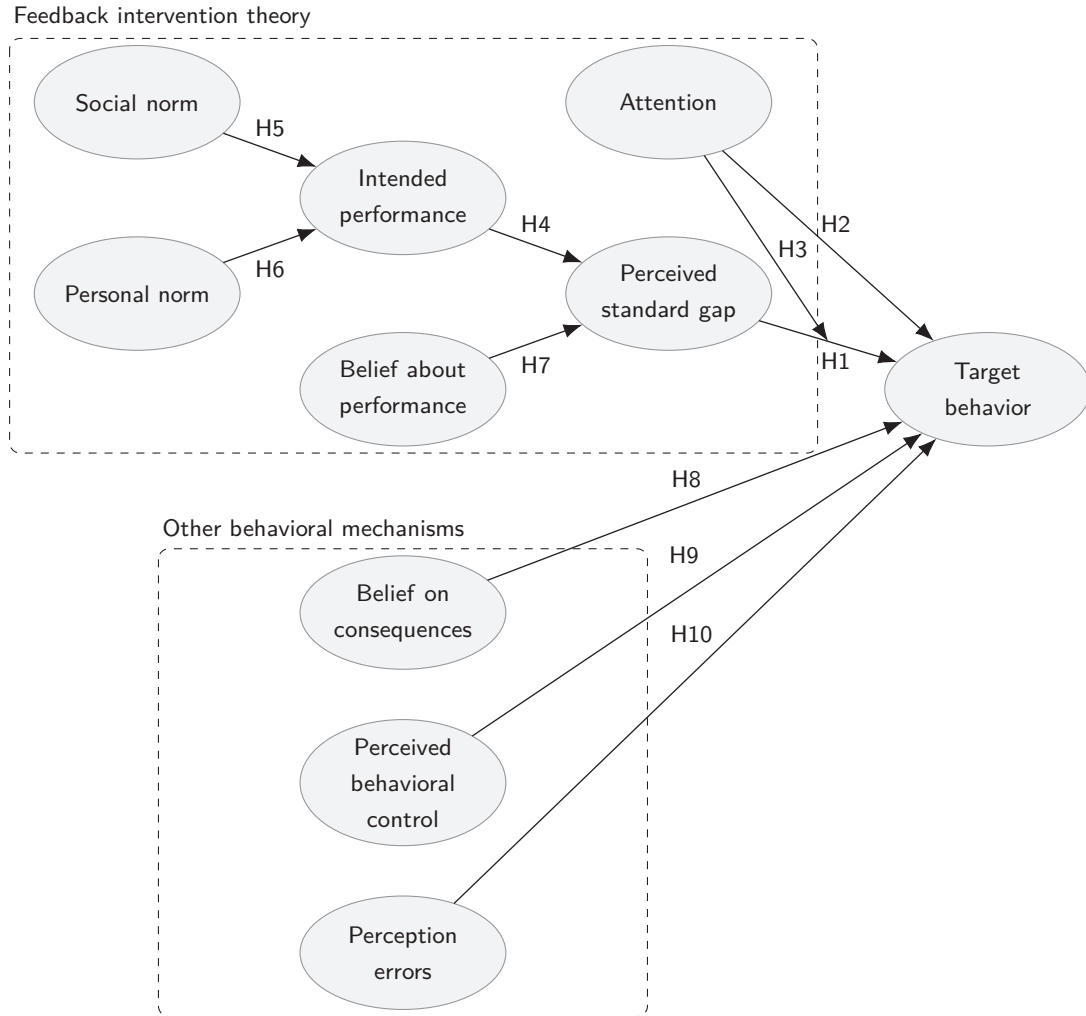 Feedback intervention theory
Social norm
Attention
H5
Intended
performance
H4
H2
H3
Personal norm
H6
Perceived
standard gap
H1
Belief about
performance
H7
Target
behavior
H8
Other behavioral mechanisms
H9
Belief on
consequences
H10
Perceived
behavioral
control
Perception
errors